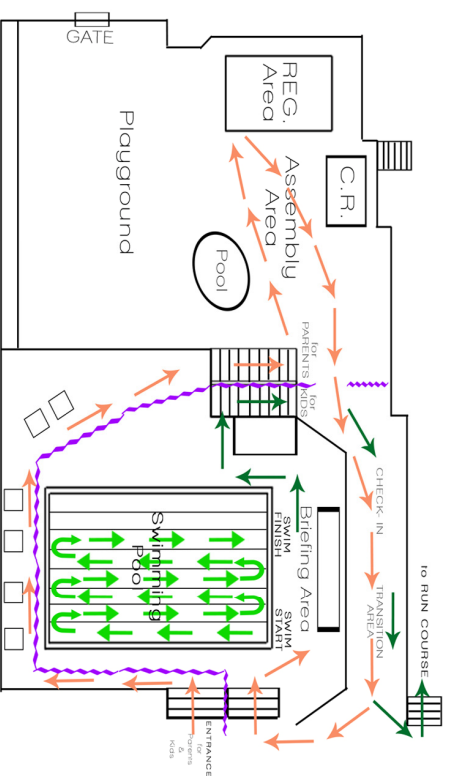 GATE
REG.
Area
Playground
Assembly
Area
C.R.
Pool
for
PARENTS
for
KIDS
CHECK- IN
Briefing Area
SWIM
FINISH
Swimming
Pool
SWIM
START
TRANSITION
AREA
to RUN COURSE
ENTRANCE
for
Parents
&
Kids